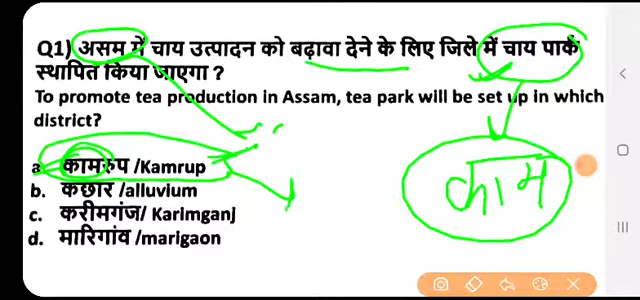 Q1) असम में चाय उत्पादन को बढ़ावा देने के लिए जिले में चाय पार्क
स्थापित किया जाएगा ?
To promote tea production in Assam, tea park will be set up in which
district?
a. कामरुप /Kamrup
b. कछार /alluvium
c. करीमगंज/ Karimganj
d. मारिगांव /marigaon
काम